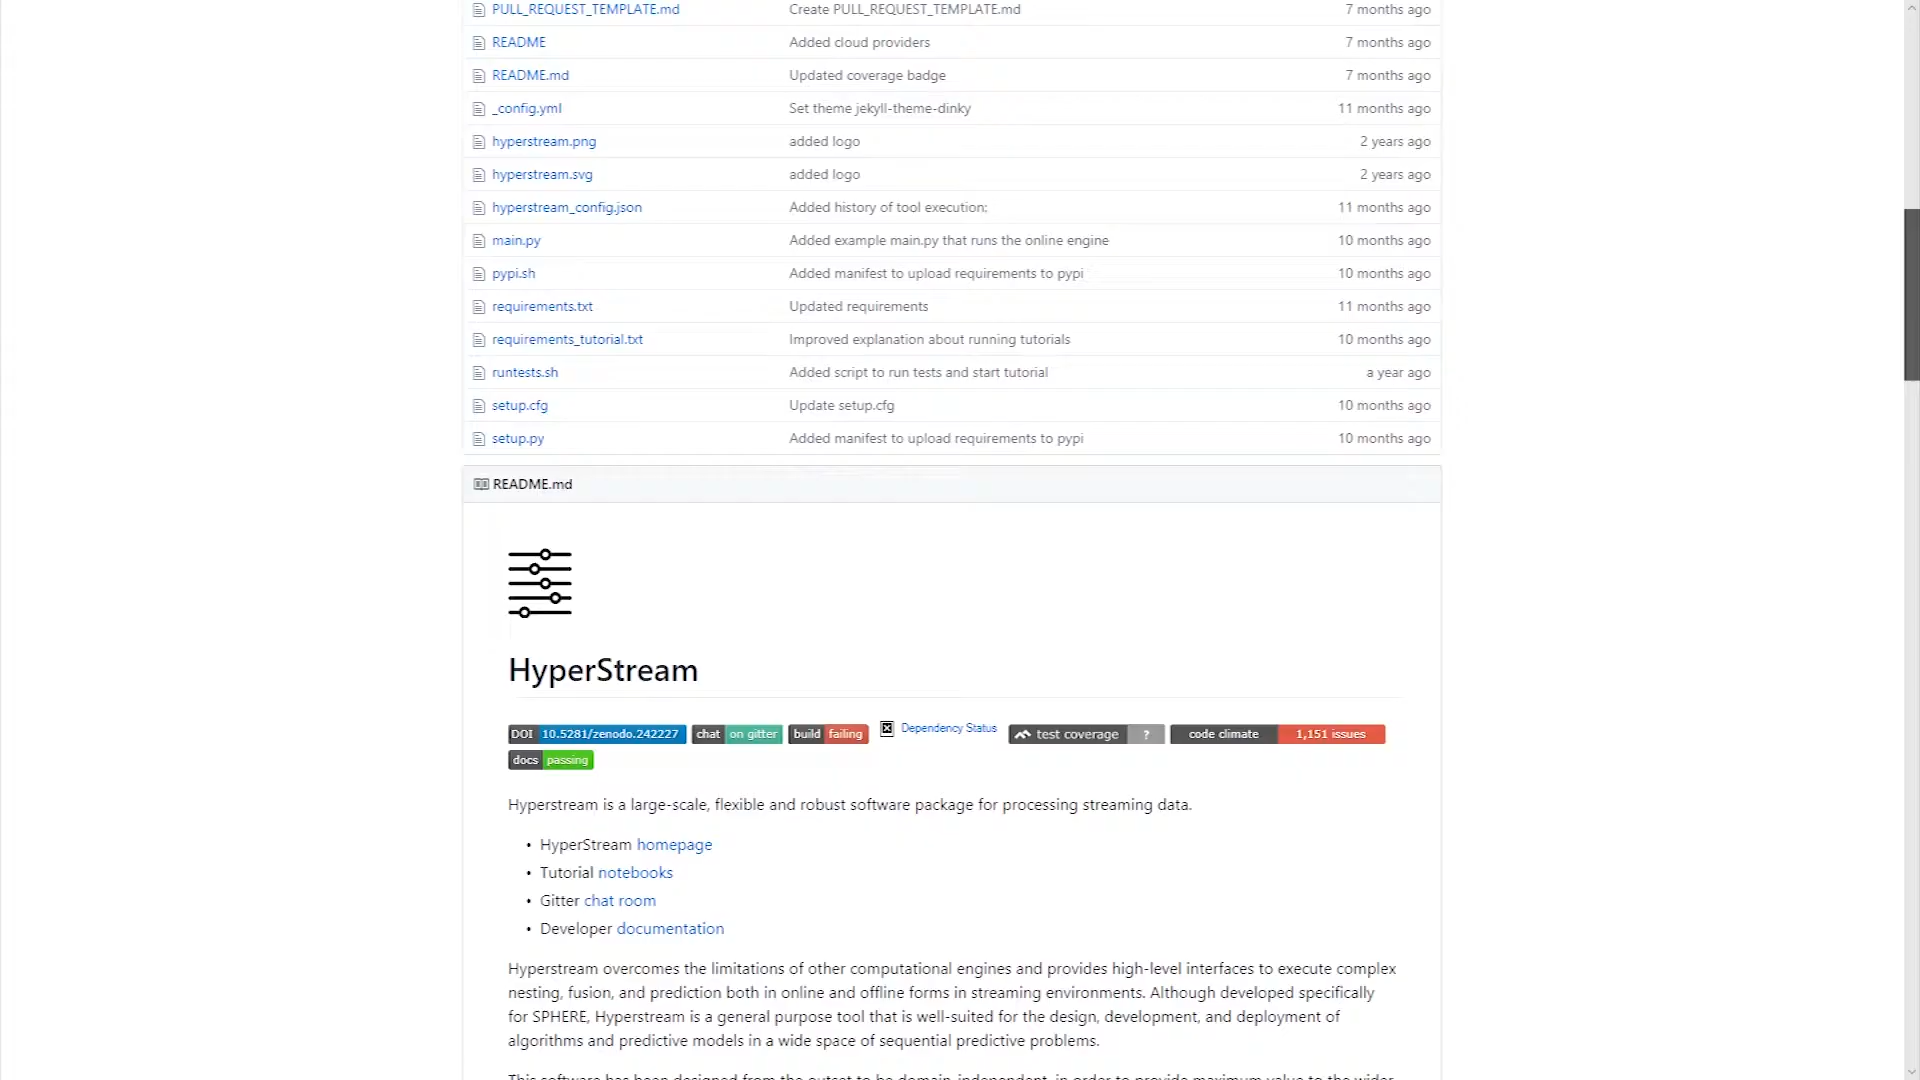 PULL_REQUEST_TEMPLATE.md Create PULL_REQUEST_TEMPLATE.md 7 months ago
README Added cloud providers 7 months ago
README.md Updated coverage badge 7 months ago
_config.yml Set theme jekyll-theme-dinky 11 months ago
hyperstream.png added logo 2 years ago
hyperstream.svg added logo 2 years ago
hyperstream_config.json Added history of tool execution; 11 months ago
main.py Added example main.py that runs the online engine 10 months ago
pypi.sh Added manifest to upload requirements to pypi 10 months ago
requirements.txt Updated requirements 11 months ago
requirements_tutorial.txt Improved explanation about running tutorials 10 months ago
runtests.sh Added script to run tests and start tutorial a year ago
setup.cfg Update setup.cfg 10 months ago
setup.py Added manifest to upload requirements to pypi 10 months ago
README.md
HyperStream
DOI 10.5281/zenodo.242227 chat on gitter build failing Dependency Status test coverage ? code climate 1,151 issues
docs passing
Hyperstream is a large-scale, flexible and robust software package for processing streaming data.
• HyperStream homepage
• Tutorial notebooks
• Gitter chat room
• Developer documentation
Hyperstream overcomes the limitations of other computational engines and provides high-level interfaces to execute complex
nesting, fusion, and prediction both in online and offline forms in streaming environments. Although developed specifically
for SPHERE, Hyperstream is a general purpose tool that is well-suited for the design, development, and deployment of
algorithms and predictive models in a wide space of sequential predictive problems.
This software has been designed from the outset to be domain-independent, in order to provide maximum value to the wider